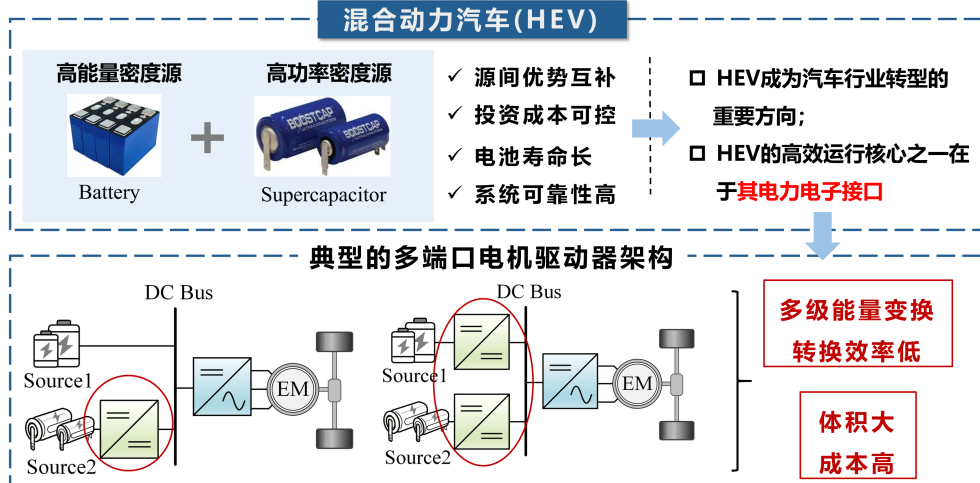 混合动力汽车(HEV)
高能量密度源
高功率密度源
BOOSTCAP
BOOSTCAP
Battery
Supercapacitor
✓ 源间优势互补
✓ 投资成本可控
✓ 电池寿命长
✓ 系统可靠性高
HEV成为汽车行业转型的
重要方向；
HEV的高效运行核心之一在
于其电力电子接口
典型的多端口电机驱动器架构
DC Bus
Source1
Source2
EM
DC Bus
Source1
Source2
EM
多级能量变换
转换效率低
体积大
成本高